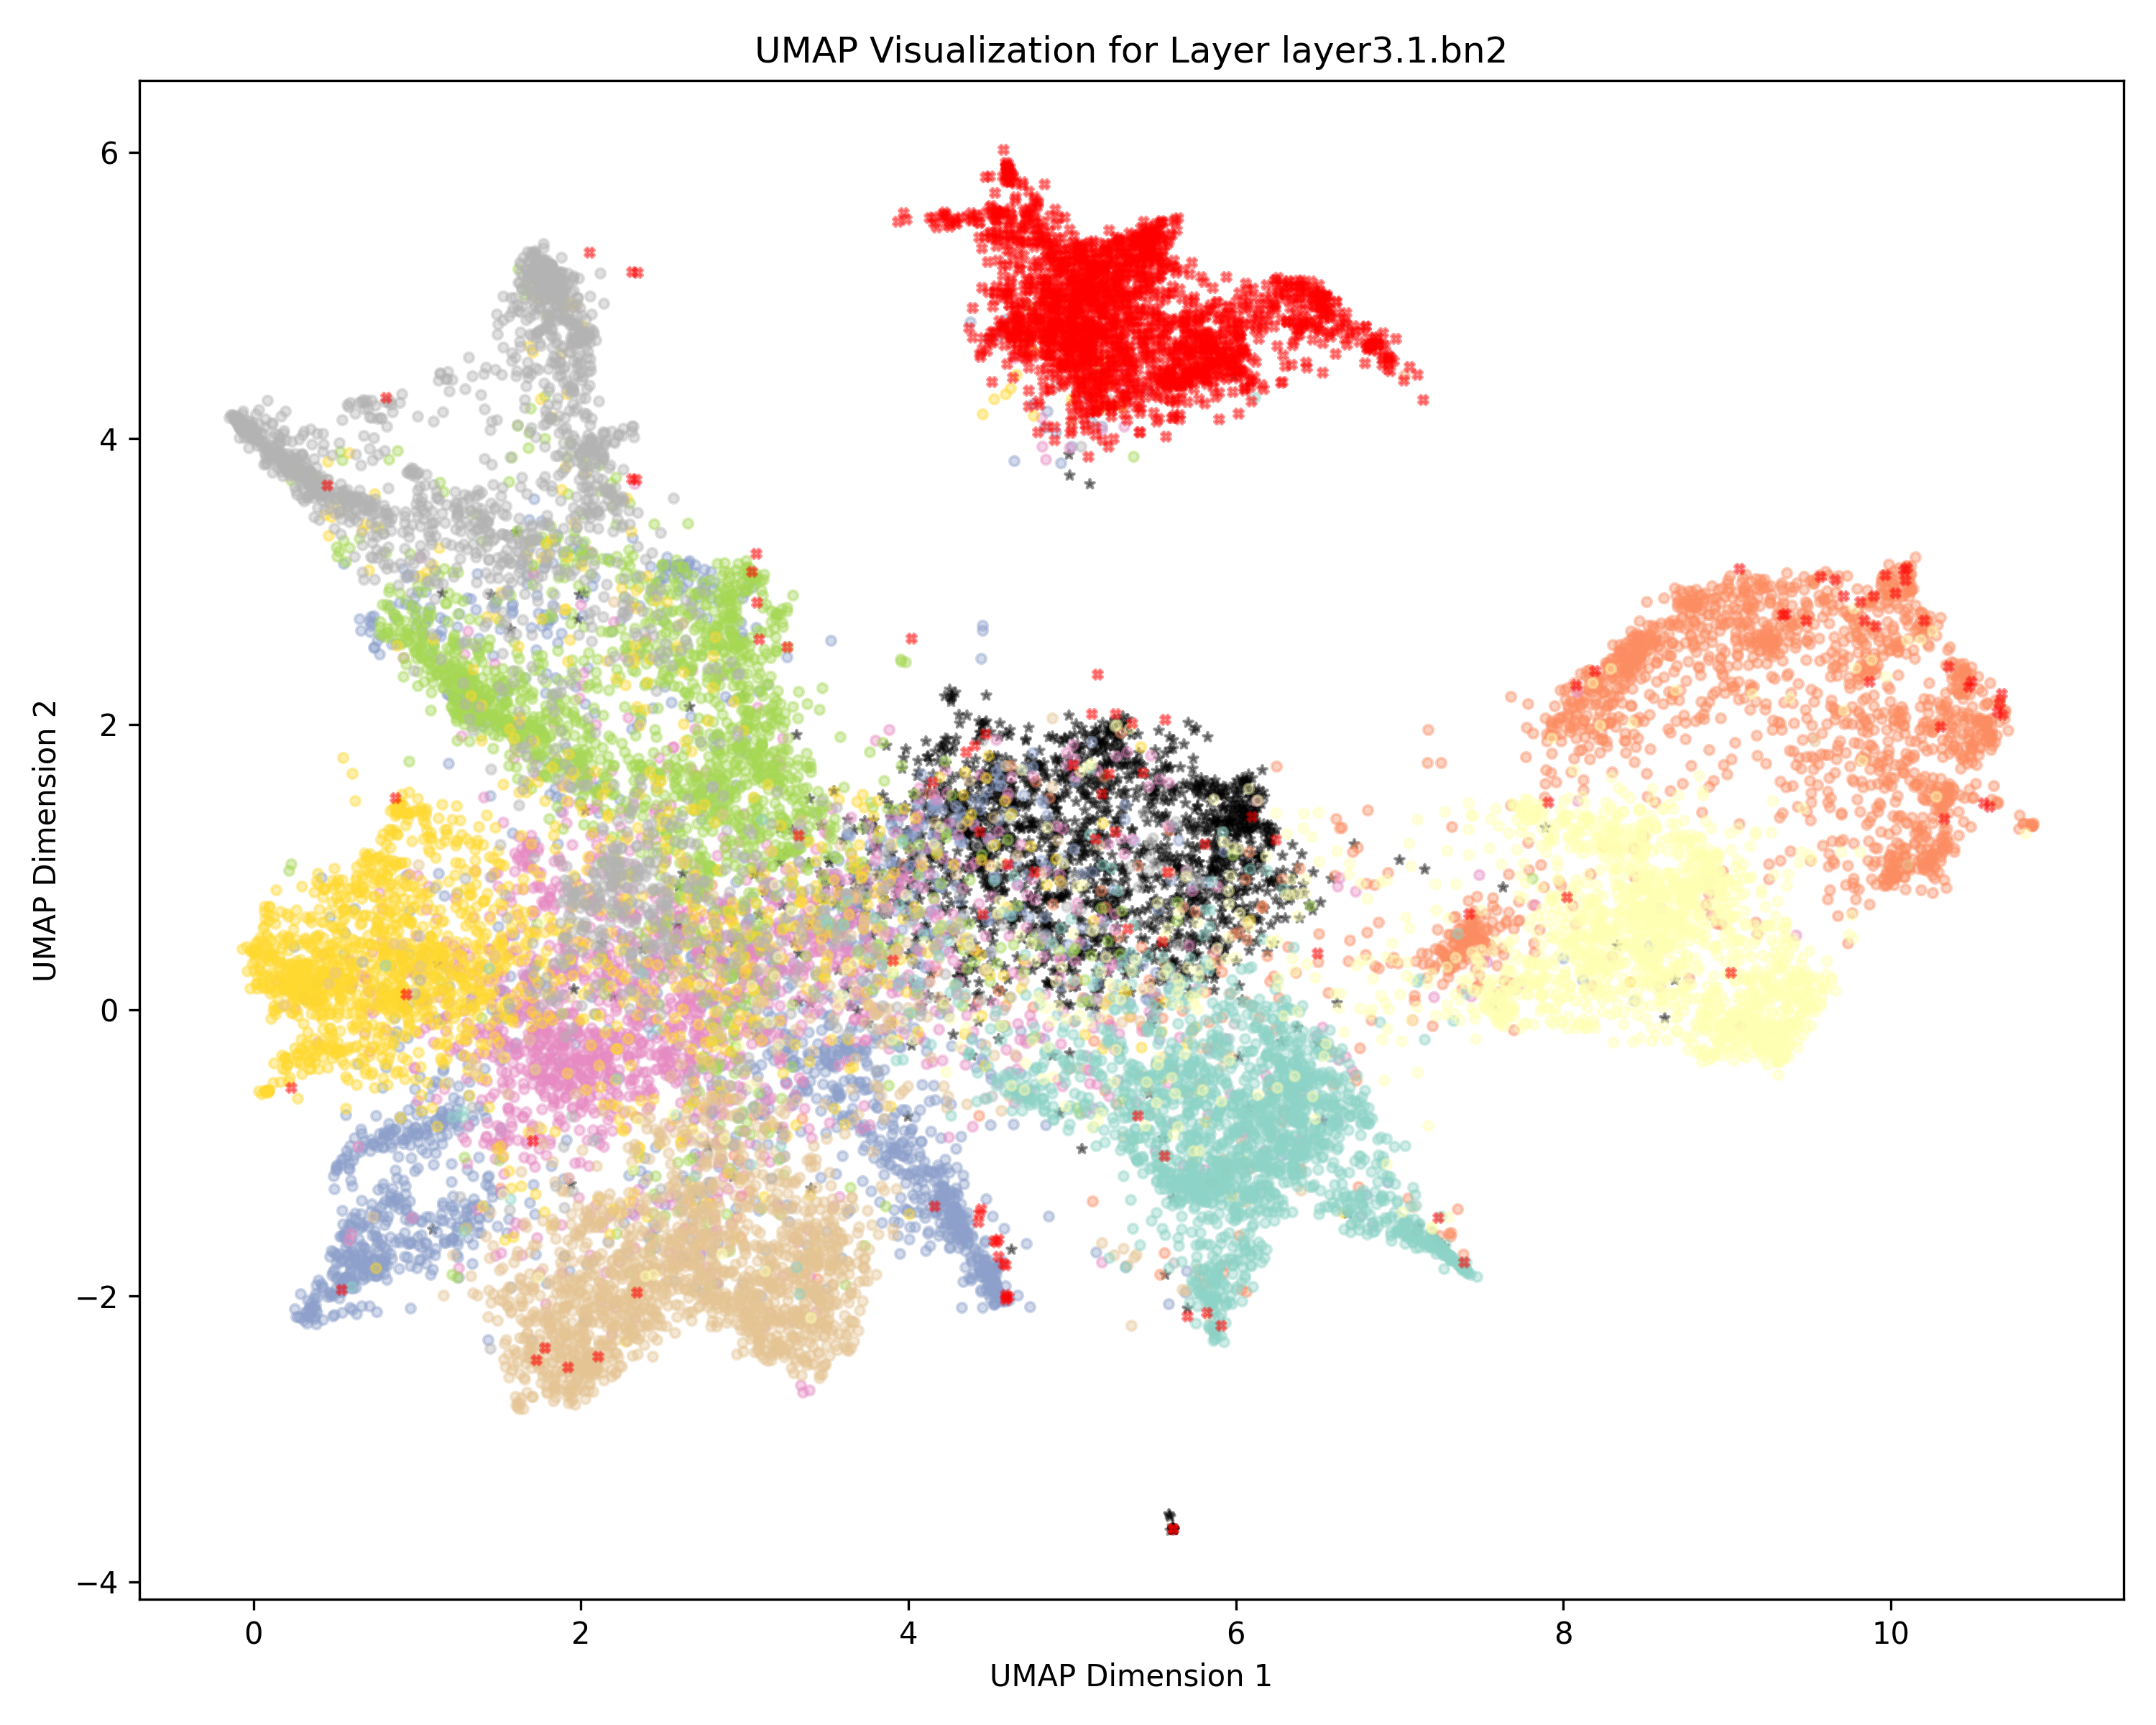 UMAP Visualization for Layer layer3.1.bn2
6
4
2
0
−2
−4
UMAP Dimension 2
0 2 4 6 8 10
UMAP Dimension 1